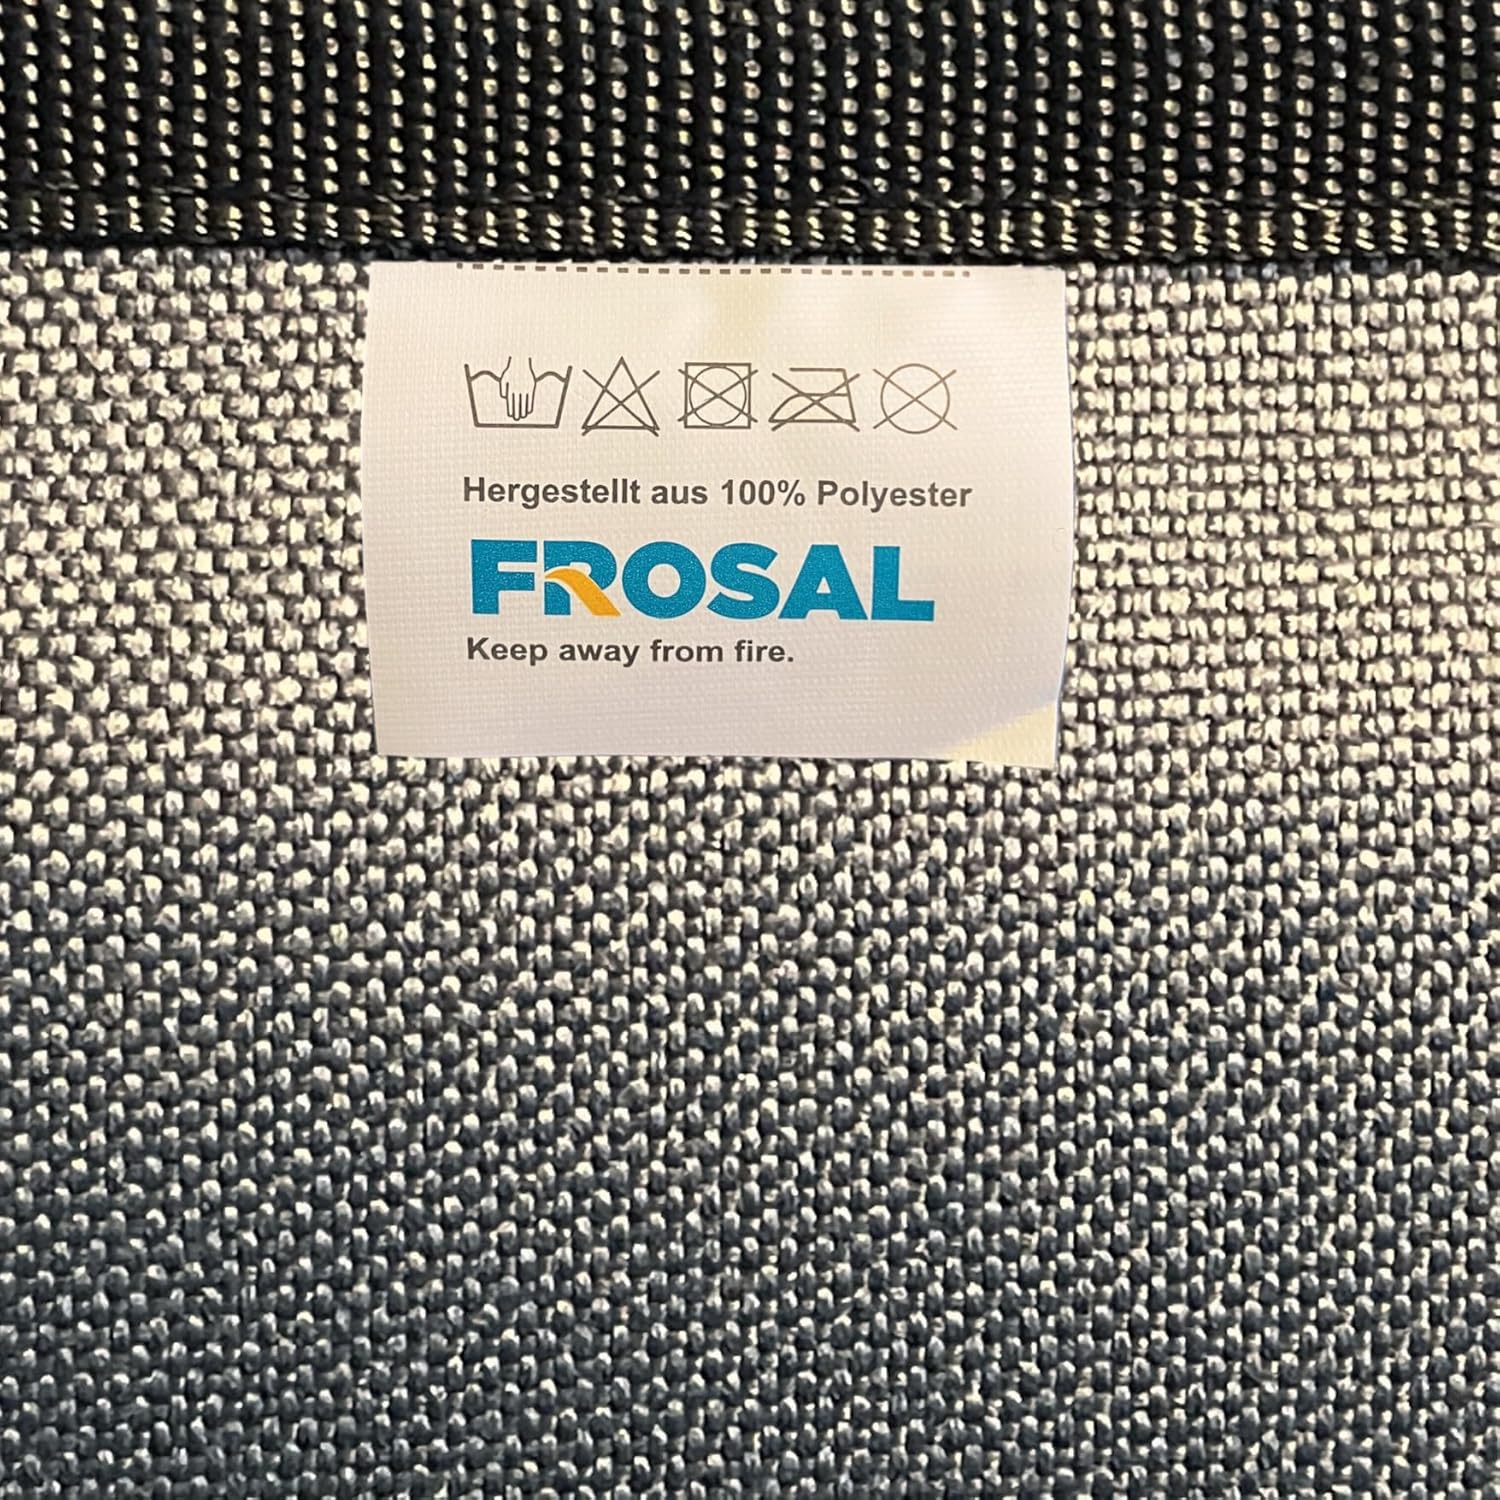 Hergestellt aus 100% Polyester
FROSAL
Keep away from fire.